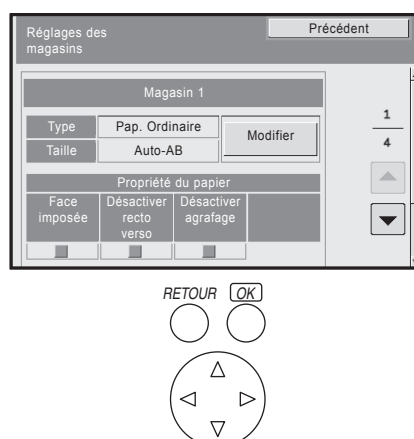 Réglages des
magasins
Précédent
Magasin 1
Type
Pap. Ordinaire
Modifier
Taille
Auto-AB
1
4
Propriété du papier
Face
imposée
Désactiver
recto
verso
Désactiver
agrafage
RETOUR
OK